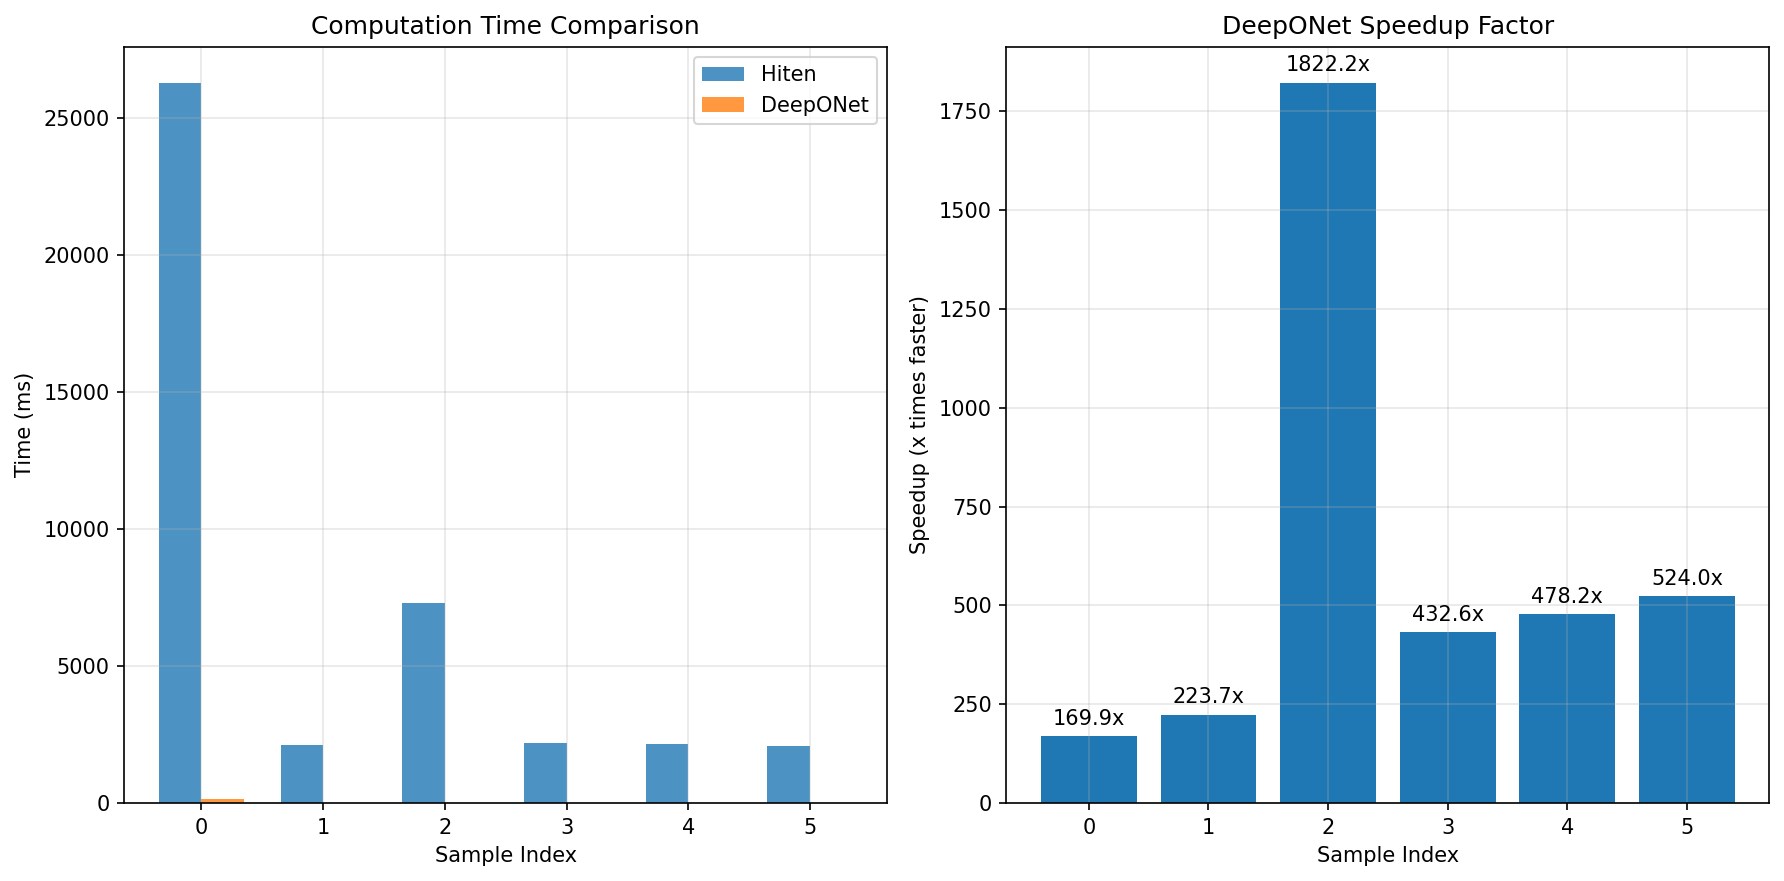 Computation Time Comparison
Hiten
DeepONet
25000
20000
15000
10000
5000
0
Time (ms)
0 1 2 3 4 5
Sample Index
DeepONet Speedup Factor
1822.2x
524.0x
478.2x
432.6x
223.7x
169.9x
1750
1500
1250
1000
750
500
250
0
Speedup (x times faster)
0 1 2 3 4 5
Sample Index